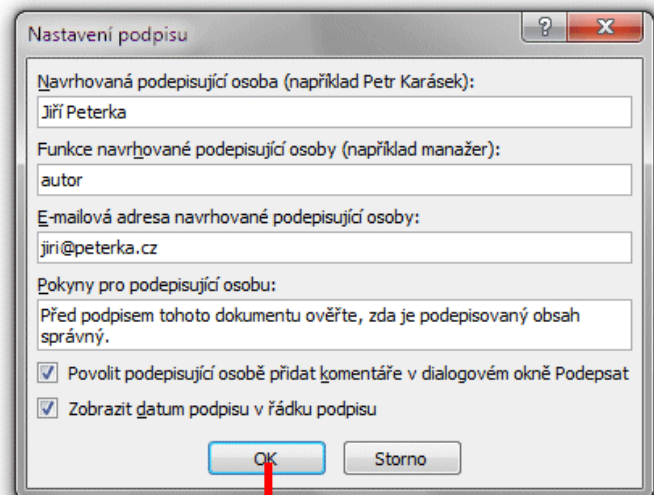 Nastavení podpisu
Navrhovaná podepisující osoba (například Petr Karásek):
Jiří Peterka
Funkce navrhované podepisující osoby (například manažer):
autor
E-mailová adresa navrhované podepisující osoby:
jiri@peterka.cz
Pokyny pro podepisující osobu:
Před podpisem tohoto dokumentu ověřte, zda je podepisovaný obsah
správný.
Povolit podepisující osobě přidat komentáře v dialogovém okně Podepsat
Zobrazit datum podpisu v řádku podpisu
OK Storno